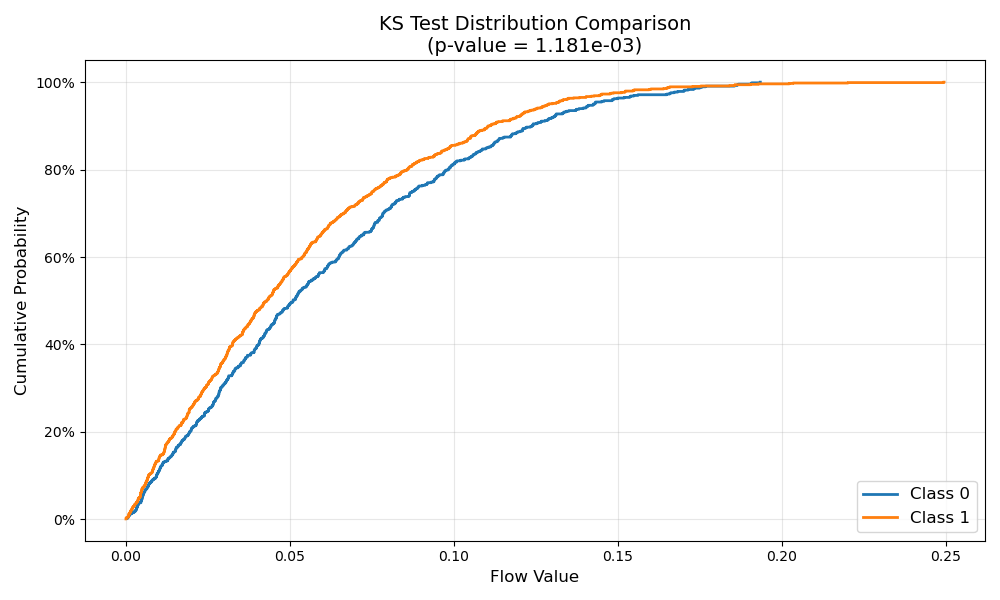 KS Test Distribution Comparison
(p-value = 1.181e-03)
Cumulative Probability
100%
80%
60%
40%
20%
0%
0.00 0.05 0.10 0.15 0.20 0.25
Flow Value
Class 0
Class 1